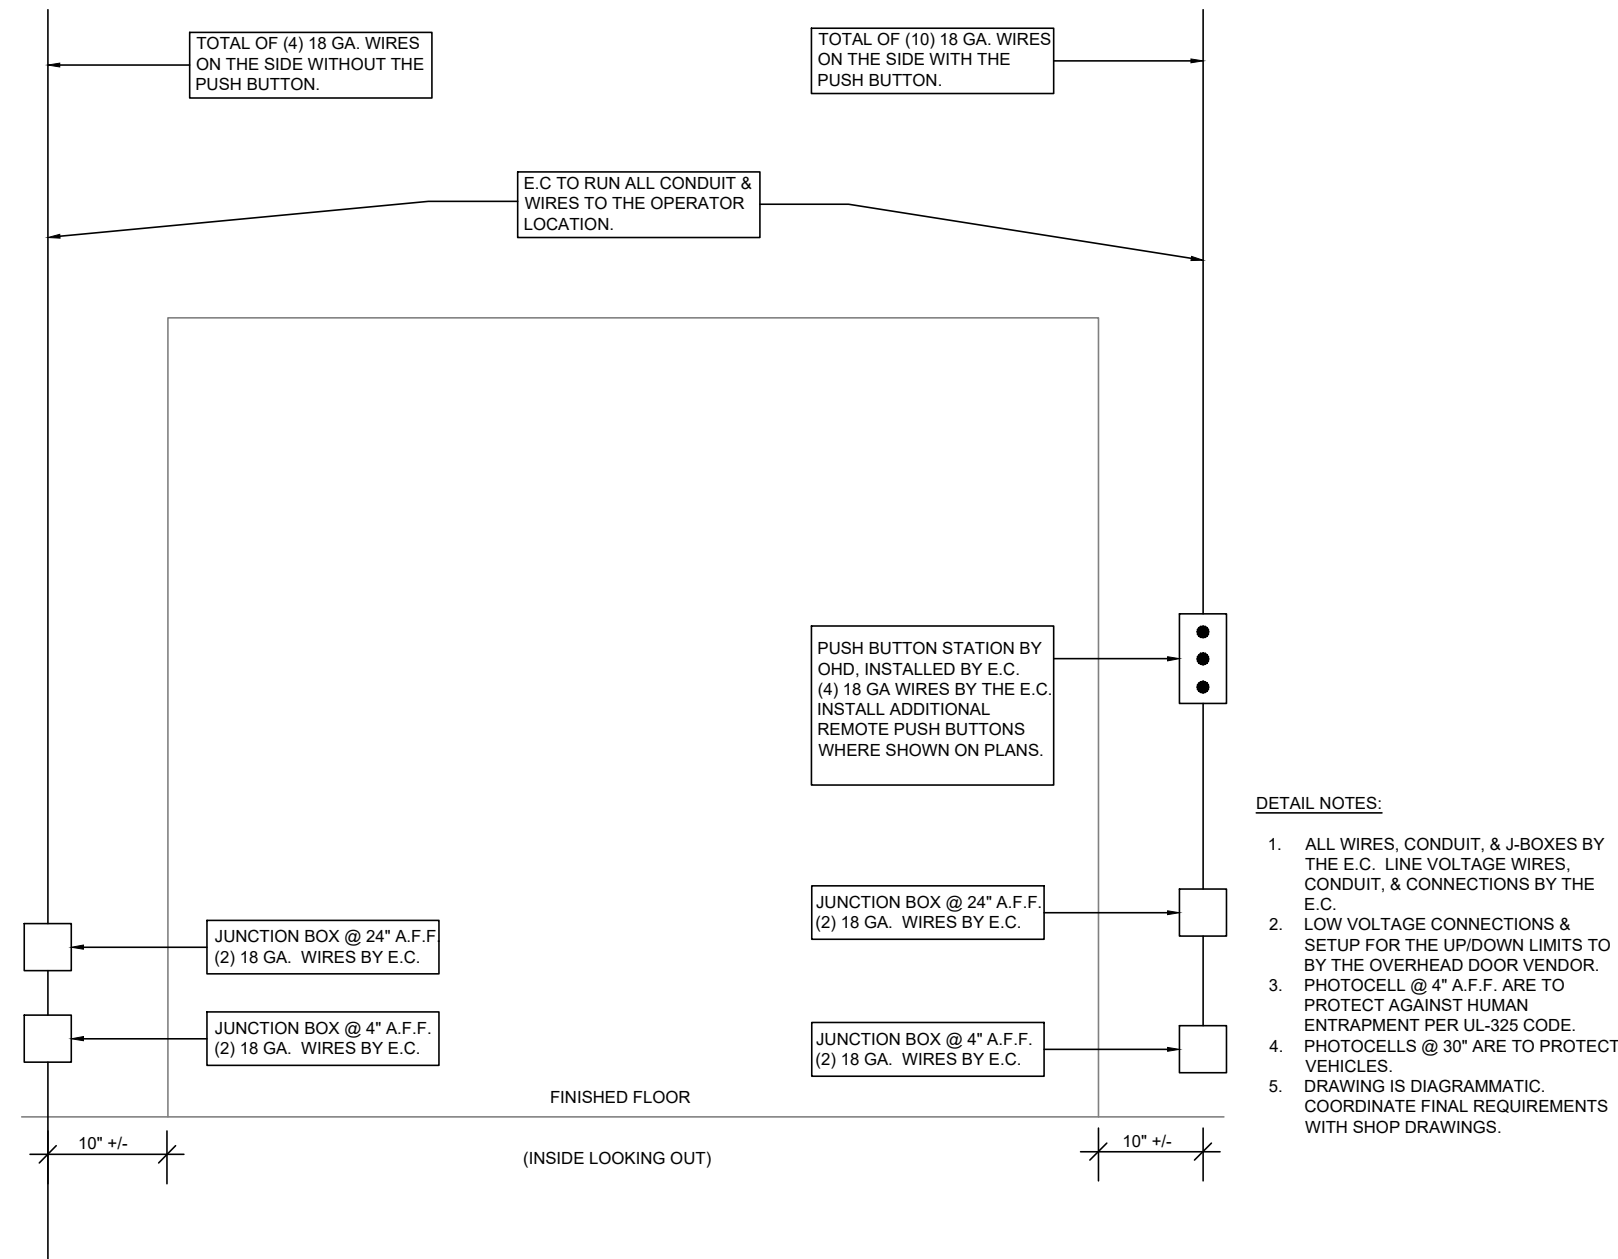 TOTAL OF (4) 18 GA. WIRES
ON THE SIDE WITHOUT THE
PUSH BUTTON.
TOTAL OF (10) 18 GA. WIRES
ON THE SIDE WITH THE
PUSH BUTTON.
E.C TO RUN ALL CONDUIT &
WIRES TO THE OPERATOR
LOCATION.
PUSH BUTTON STATION BY
OHD, INSTALLED BY E.C.
(4) 18 GA WIRES BY THE E.C.
INSTALL ADDITIONAL
REMOTE PUSH BUTTONS
WHERE SHOWN ON PLANS.
JUNCTION BOX @ 24" A.F.F.
(2) 18 GA.  WIRES BY E.C.
JUNCTION BOX @ 4" A.F.F.
(2) 18 GA.  WIRES BY E.C.
JUNCTION BOX @ 24" A.F.F.
(2) 18 GA.  WIRES BY E.C.
JUNCTION BOX @ 4" A.F.F.
(2) 18 GA.  WIRES BY E.C.
FINISHED FLOOR
10" +/-
(INSIDE LOOKING OUT)
10" +/-
DETAIL NOTES:
1. ALL WIRES, CONDUIT, & J-BOXES BY
THE E.C.  LINE VOLTAGE WIRES,
CONDUIT, & CONNECTIONS BY THE
E.C.
2. LOW VOLTAGE CONNECTIONS &
SETUP FOR THE UP/DOWN LIMITS TO
BY THE OVERHEAD DOOR VENDOR.
3. PHOTOCELL @ 4" A.F.F. ARE TO
PROTECT AGAINST HUMAN
ENTRAPMENT PER UL-325 CODE.
4. PHOTOCELLS @ 30" ARE TO PROTECT
VEHICLES.
5. DRAWING IS DIAGRAMMATIC.
COORDINATE FINAL REQUIREMENTS
WITH SHOP DRAWINGS.